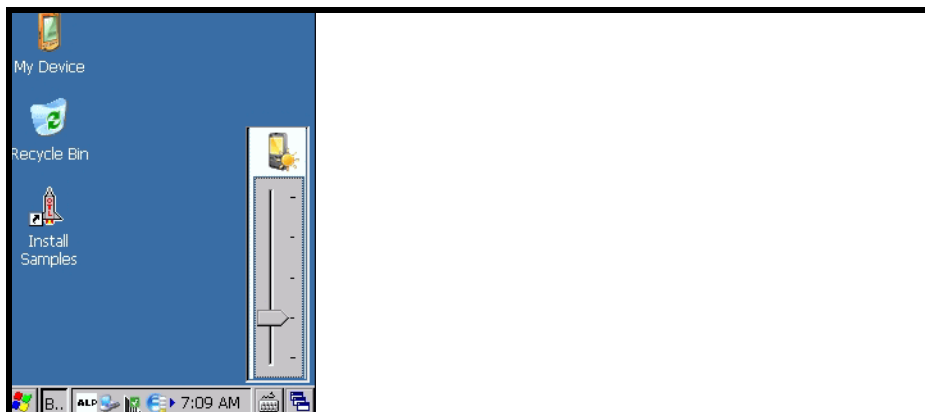 My Device
Recycle Bin
Install
Samples
B..
ALP
7:09 AM